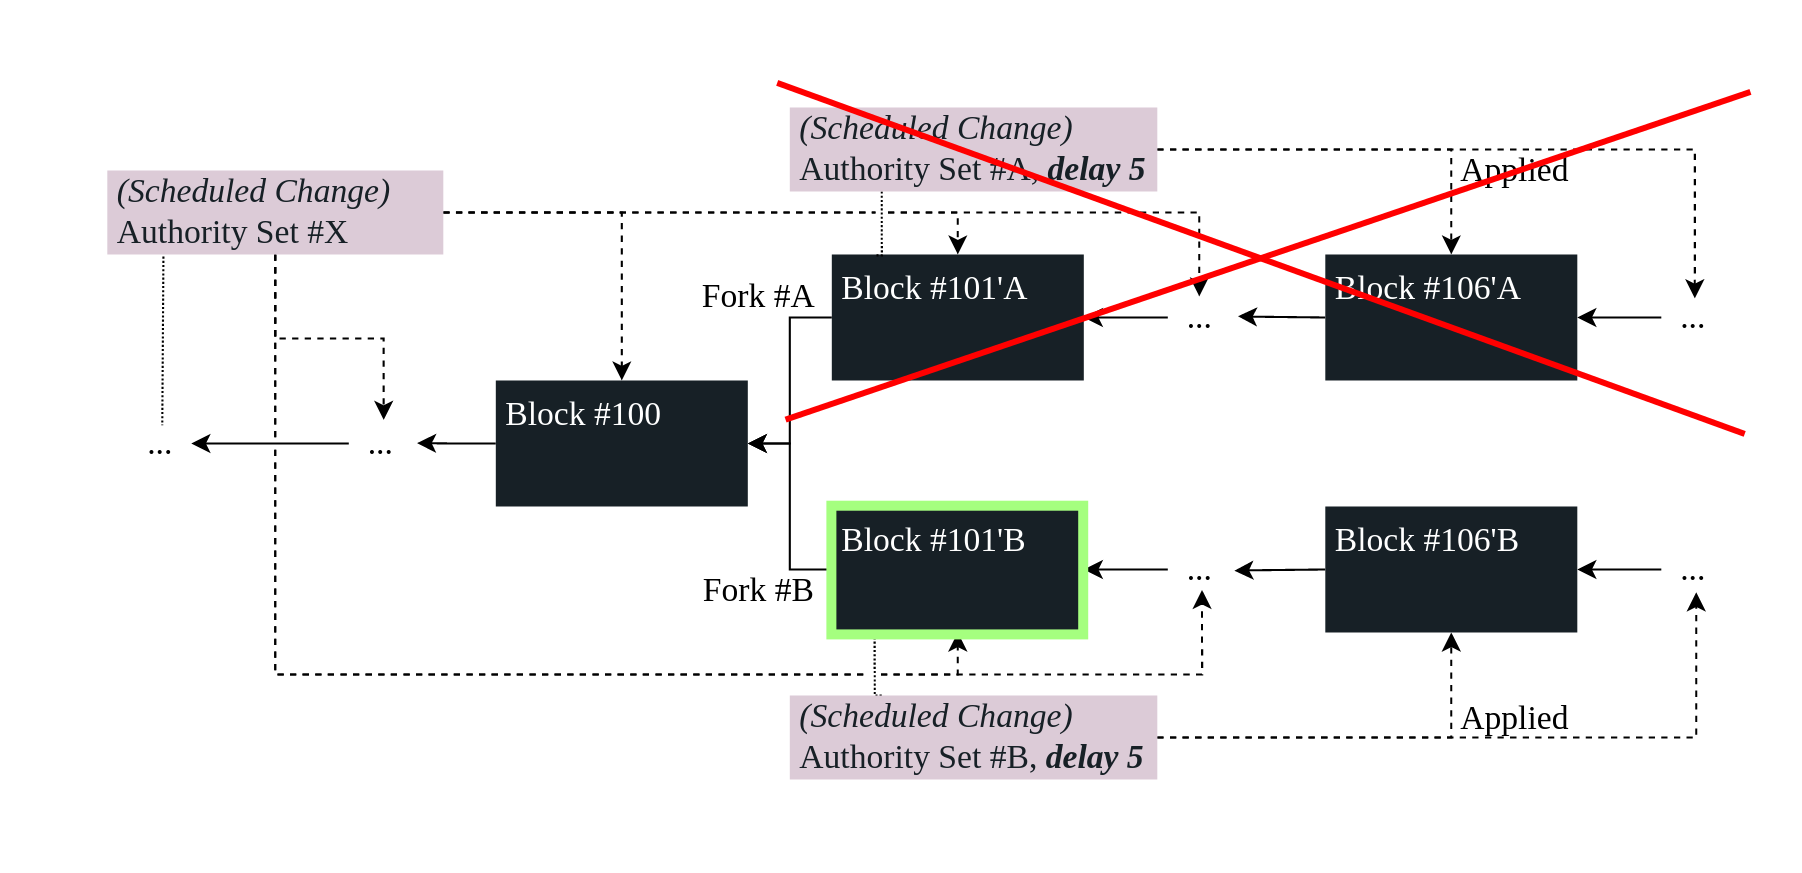 (Scheduled Change)
Authority Set #A, delay 5
Applied
(Scheduled Change)
Authority Set #X
Fork #A
Block #101'A
...
Block #106'A
...
...
...
Block #100
Fork #B
Block #101'B
...
Block #106'B
...
(Scheduled Change)
Authority Set #B, delay 5
Applied